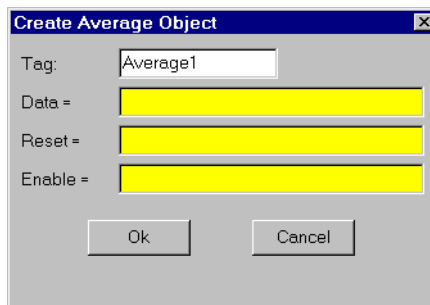 Create Average Object
Tag: Average1
Data =
Reset =
Enable =
Ok Cancel